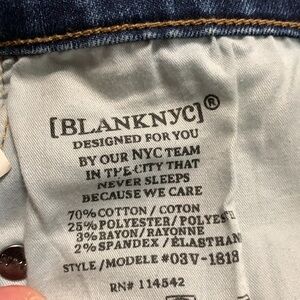 [BLANKNYC]®
DESIGNED FOR YOU
BY OUR NYC TEAM
IN THE CITY THAT
NEVER SLEEPS
BECAUSE WE CARE
70% COTTON / COTON
25% POLYESTER / POLYESTER
3% RAYON / RAYONNE
2% SPANDEX / ÉLASTHAN
STYLE / MODELE # 03V-1818
RN# 114542